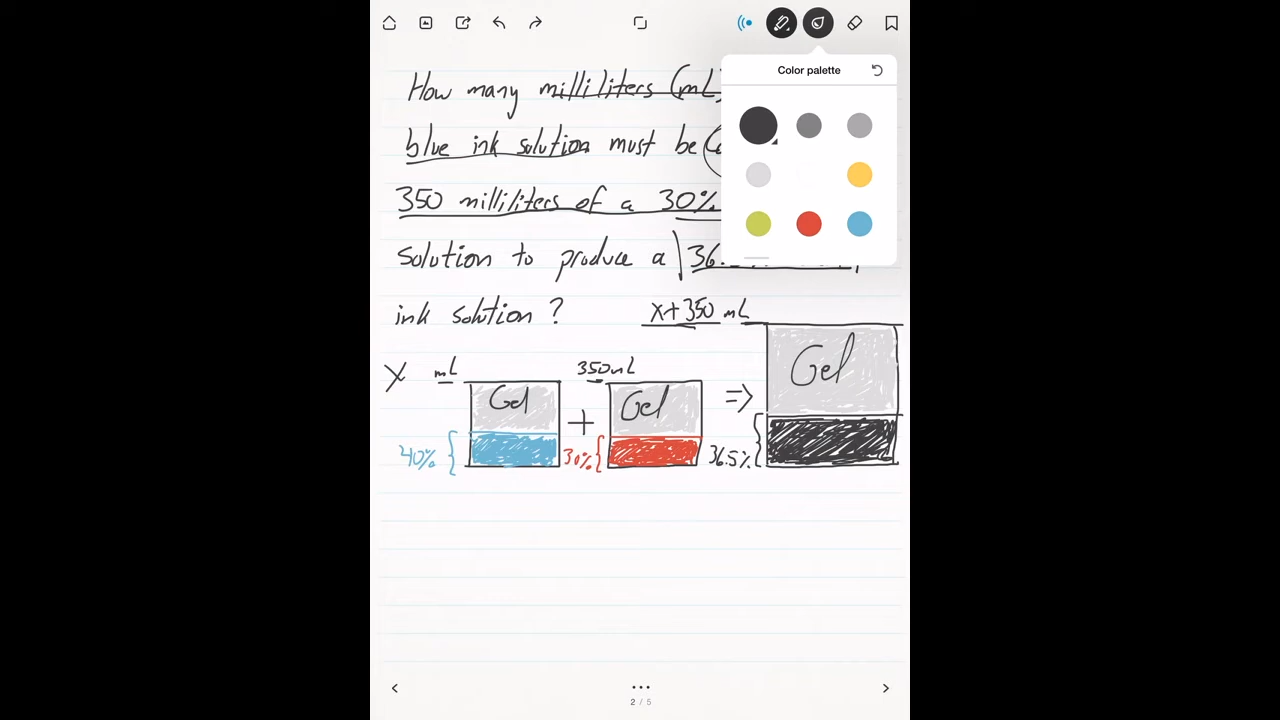 Color palette
How many milliliters (mL)
blue ink solution must be
350 milliliters of a 30%
solution to produce a 36.
ink solution ?
x+350 mL
X mL
350mL
Gel
+
Gel
=>
Gel
40%
30%
36.5%
2 / 5